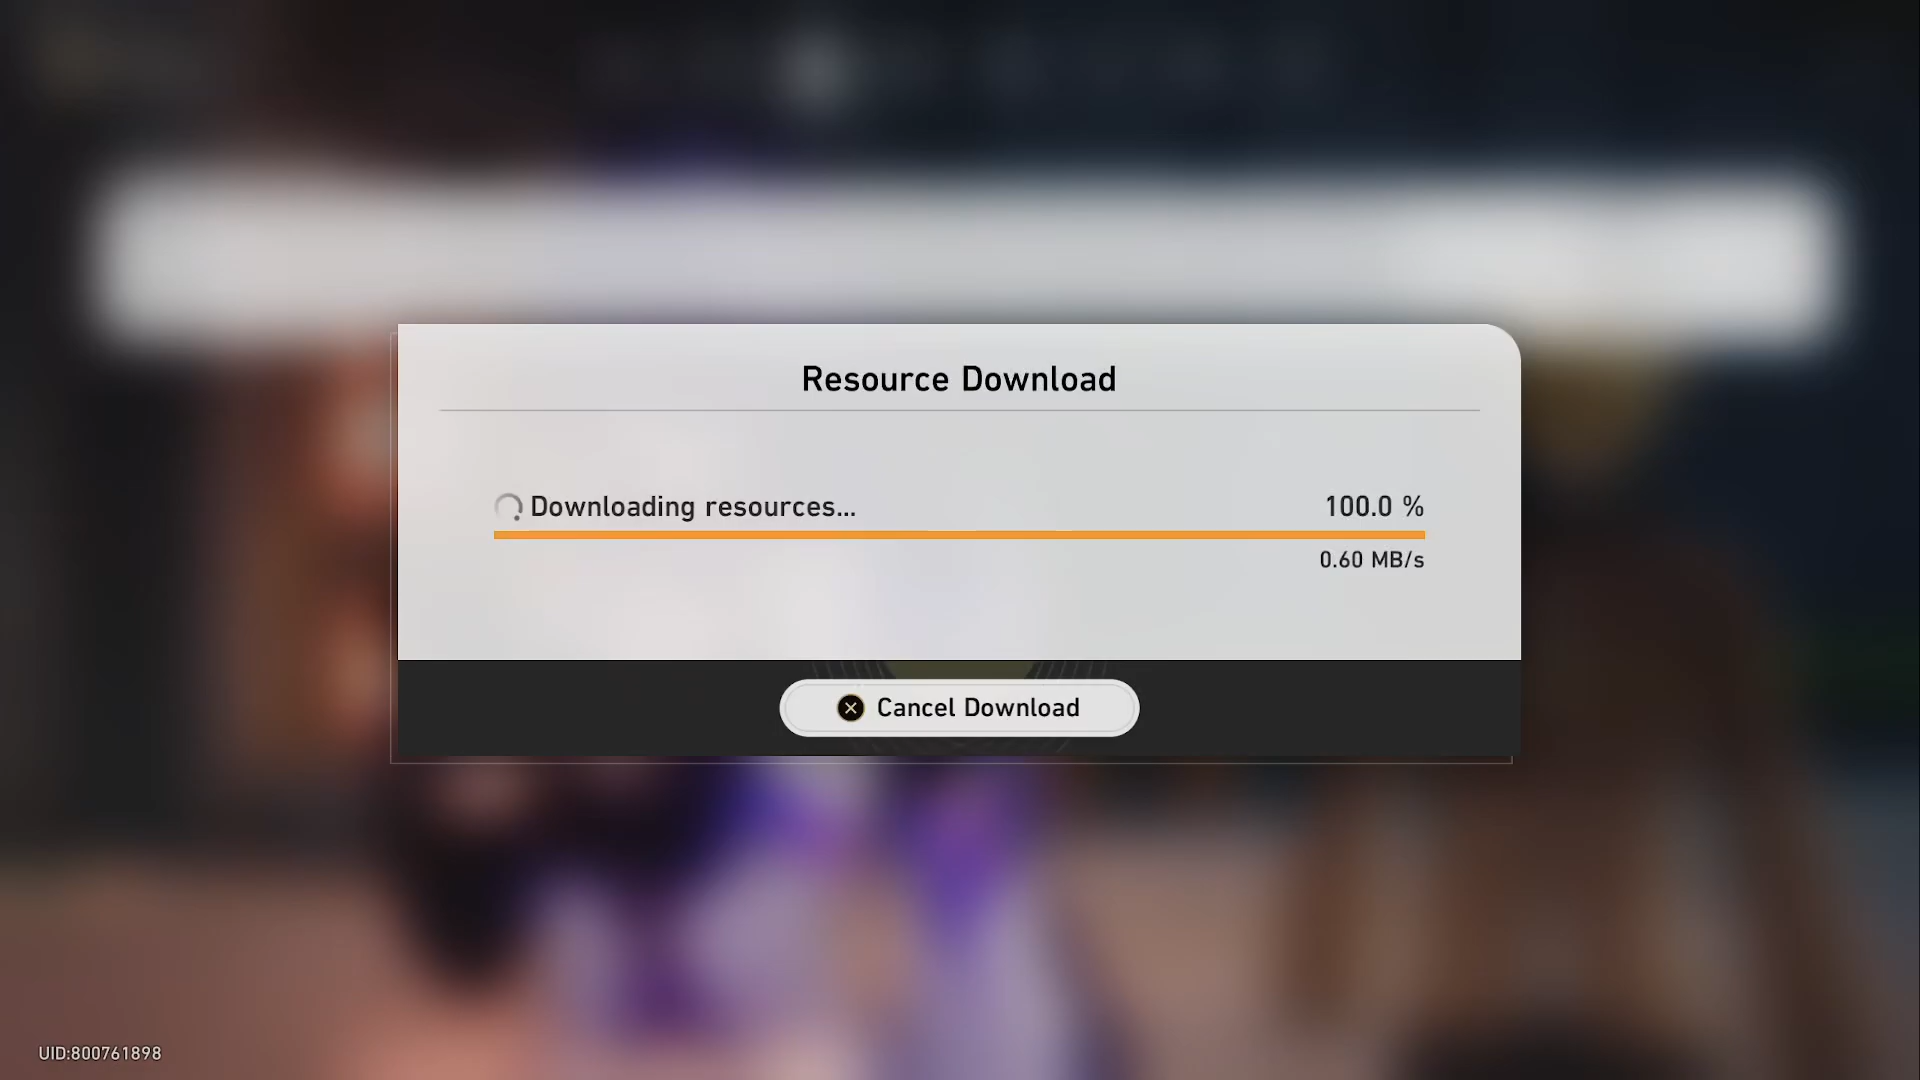 Resource Download
Downloading resources... 100.0 %
0.60 MB/s
Cancel Download
UID:800761898